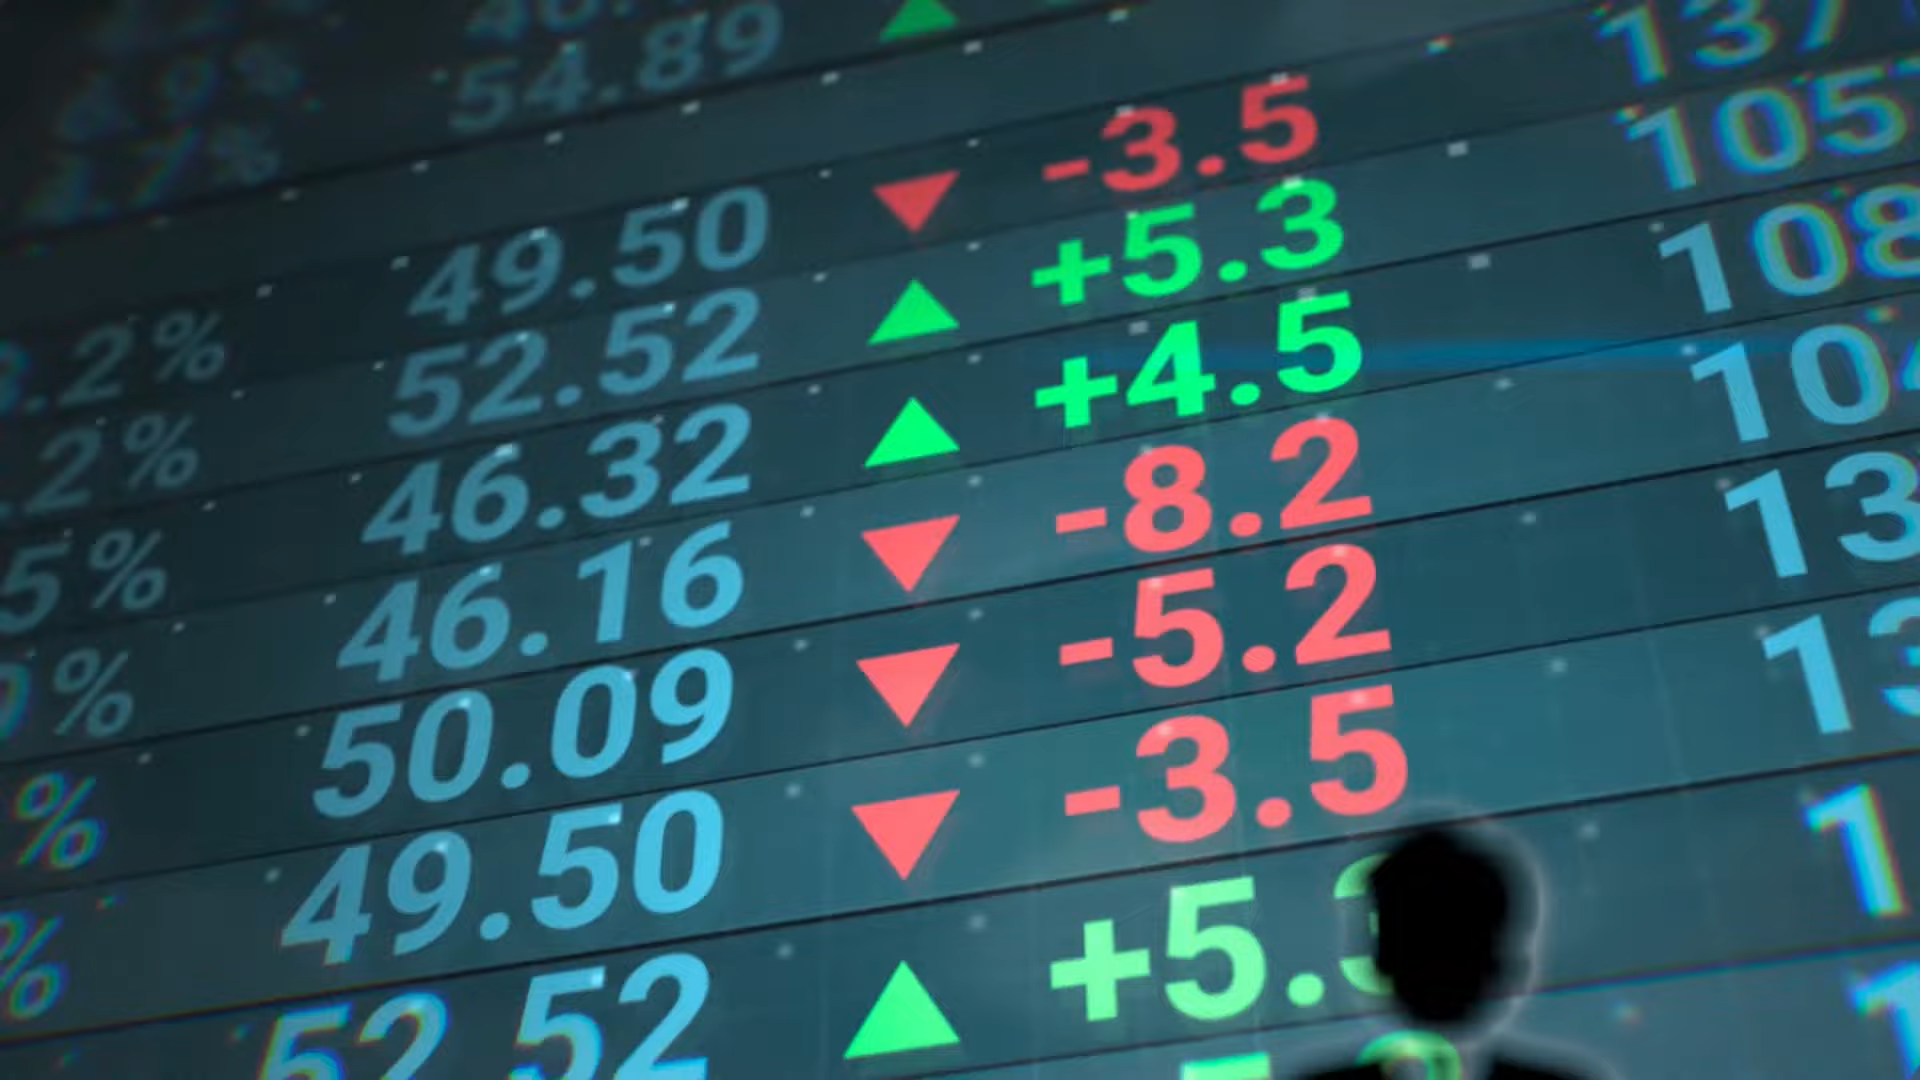 54.89 ▲
.2% 49.50 ▼ -3.5 137
.2% 52.52 ▲ +5.3 105
5% 46.32 ▲ +4.5 108
% 46.16 ▼ -8.2 104
% 50.09 ▼ -5.2 13
% 49.50 ▼ -3.5 13
52.52 ▲ +5.3 1
1